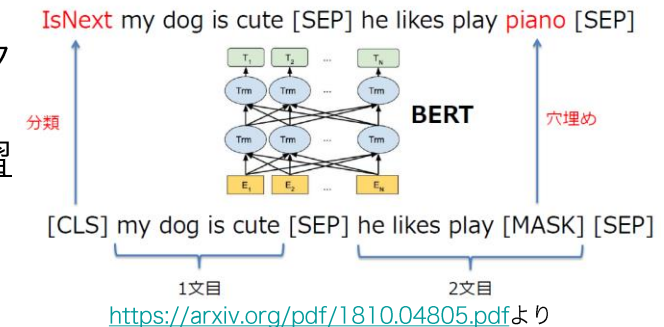 IsNext my dog is cute [SEP] he likes play piano [SEP]
ク
習
分類
T1 T2 ... TN
Trm Trm ... Trm
BERT
穴埋め
Trm Trm ... Trm
E1 E2 ... EN
[CLS] my dog is cute [SEP] he likes play [MASK] [SEP]
1文目 2文目
https://arxiv.org/pdf/1810.04805.pdfより